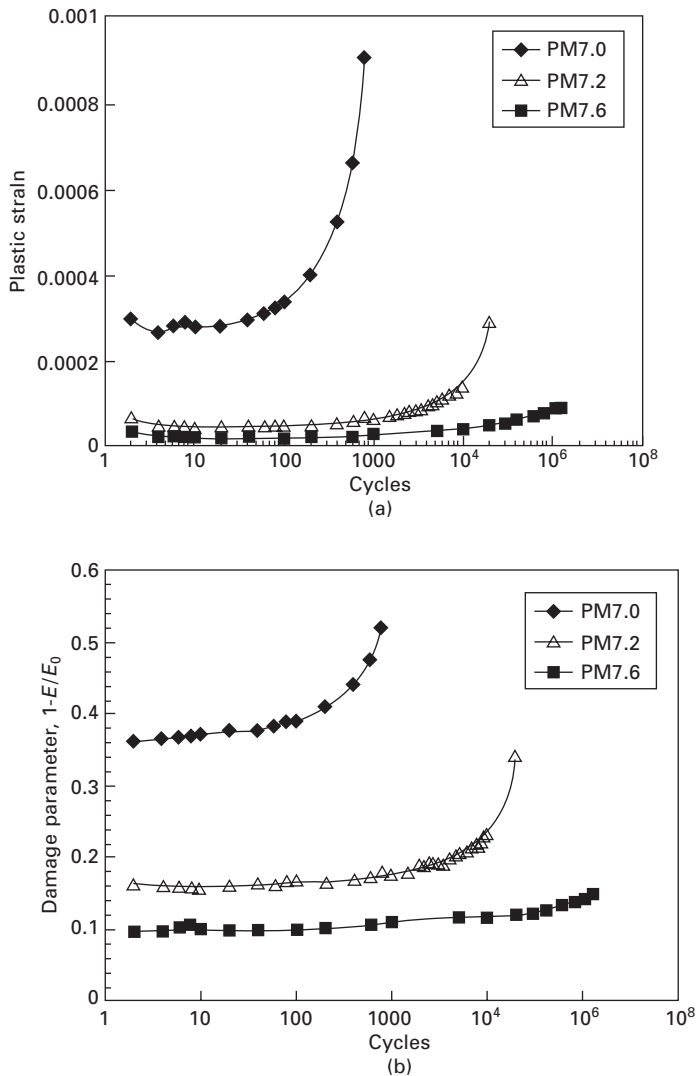 0.001
0.0008
0.0006
0.0004
0.0002
0
Plastic straIn
PM7.0
PM7.2
PM7.6
1 10 100 1000 10⁴ 10⁶ 10⁸
Cycles
(a)
0.6
0.5
0.4
0.3
0.2
0.1
0
Damage parameter, 1-E/E₀
PM7.0
PM7.2
PM7.6
1 10 100 1000 10⁴ 10⁶ 10⁸
Cycles
(b)